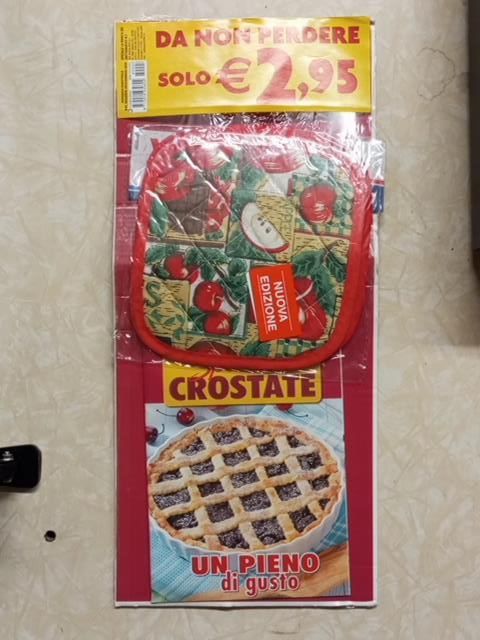 DA NON PERDERE
SOLO €2,95
NUOVA
EDIZIONE
CROSTATE
UN PIENO
di gusto